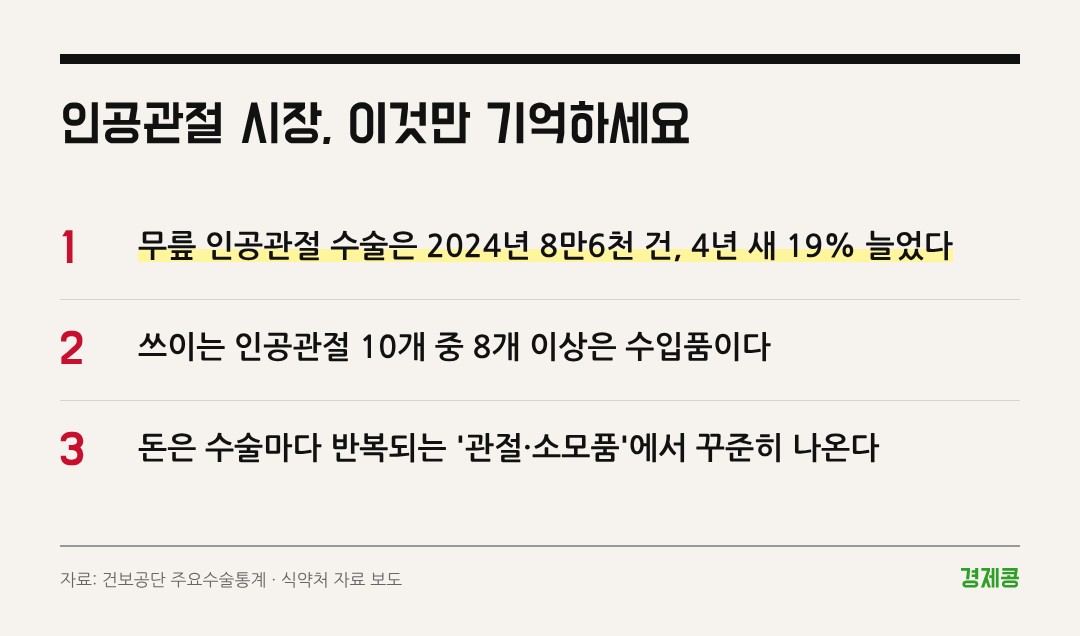 인공관절 시장, 이것만 기억하세요
1 무릎 인공관절 수술은 2024년 8만6천 건, 4년 새 19% 늘었다
2 쓰이는 인공관절 10개 중 8개 이상은 수입품이다
3 돈은 수술마다 반복되는 '관절·소모품'에서 꾸준히 나온다
자료: 건보공단 주요수술통계 · 식약처 자료 보도
경제콩